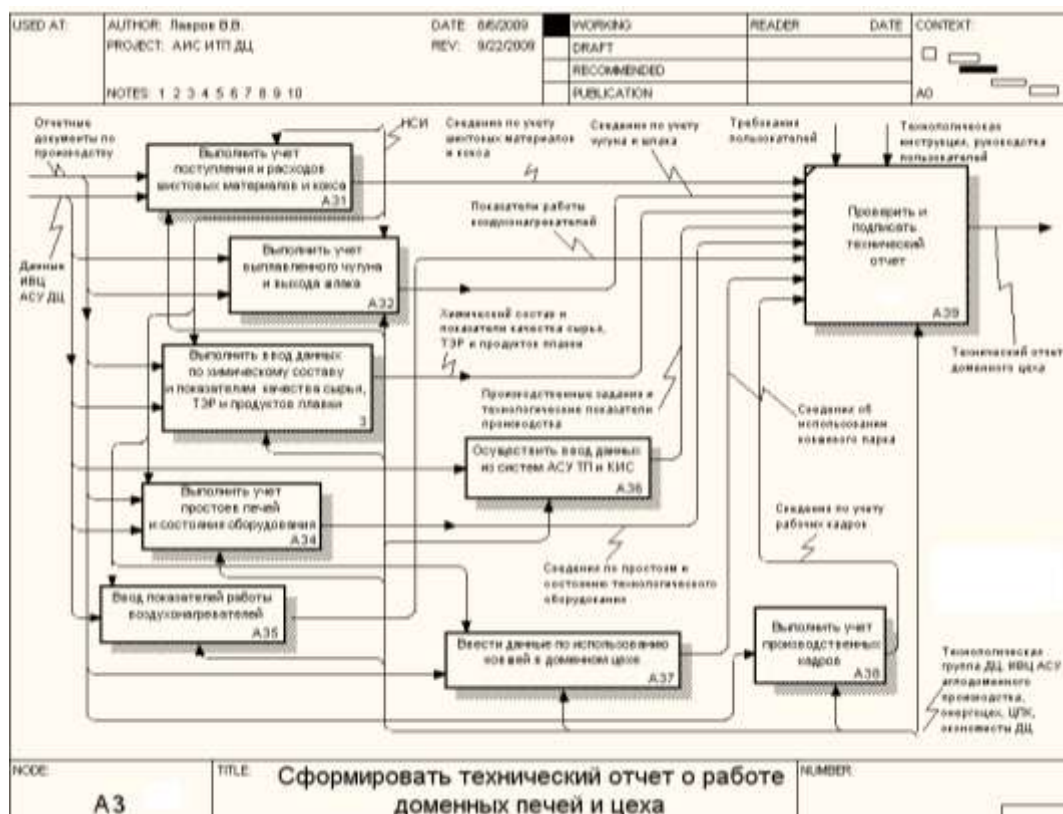 USED AT:
AUTHOR: Лавров В.В.
DATE: 8/6/2009
WORKING
READER
DATE
CONTEXT:
PROJECT: АИС ИТП ДЦ
REV: 9/22/2009
DRAFT
RECOMMENDED
NOTES: 1 2 3 4 5 6 7 8 9 10
PUBLICATION
A0
Отчетные
документы по
производству
НСИ
Сведения по учету
шихтовых материалов
и кокса
Сведения по учету
чугуна и шлака
Требования
пользователей
Технологическая
инструкции, руководства
пользователей
Выполнить учет
поступления и расходов
шихтовых материалов и кокса
A31
Показатели работы
воздухонагревателей
Проверить и
подписать
технический
отчет
A39
Данные
ИВЦ
АСУ ДЦ
Выполнить учет
выплавленного чугуна
и выхода шлака
A32
Химический состав и
показатели качества сырья,
ТЭР и продуктов плавки
Технический отчет
доменного цеха
Выполнить ввод данных
по химическому составу
и показателям качества сырья,
ТЭР и продуктов плавки
3
Производственные задания и
технологические показатели
производства
Сведения об
использовании
ковшевого парка
Осуществить ввод данных
из систем АСУ ТП и КИС
A36
Выполнить учет
простоев печей
и состояния оборудования
A34
Сведения по учету
рабочих кадров
Сведения по простоям и
состоянию технологического
оборудования
Ввод показателей работы
воздухонагревателей
A35
Ввести данные по использованию
ковшей в доменном цехе
A37
Выполнить учет
производственных
кадров
A38
Технологическая
группа ДЦ, ИВЦ АСУ
аглодоменного
производства,
энергоцех, ЦЛК,
экономисты ДЦ
NODE:
TITLE:
Сформировать технический отчет о работе
доменных печей и цеха
NUMBER:
A3